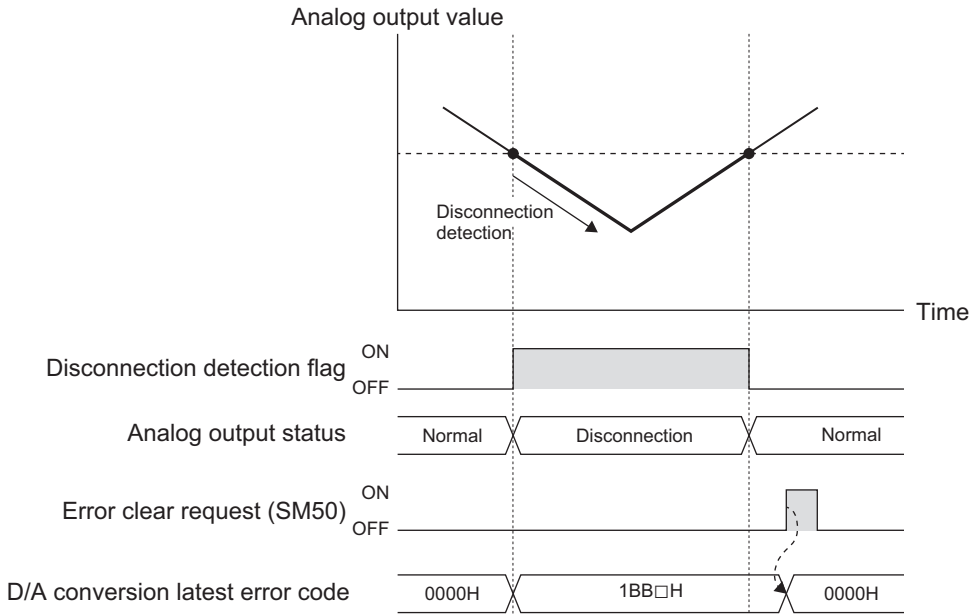 Analog output value
Disconnection
detection
Time
Disconnection detection flag
ON
OFF
Analog output status
Normal
Disconnection
Normal
Error clear request (SM50)
ON
OFF
D/A conversion latest error code
0000H
1BB□H
0000H